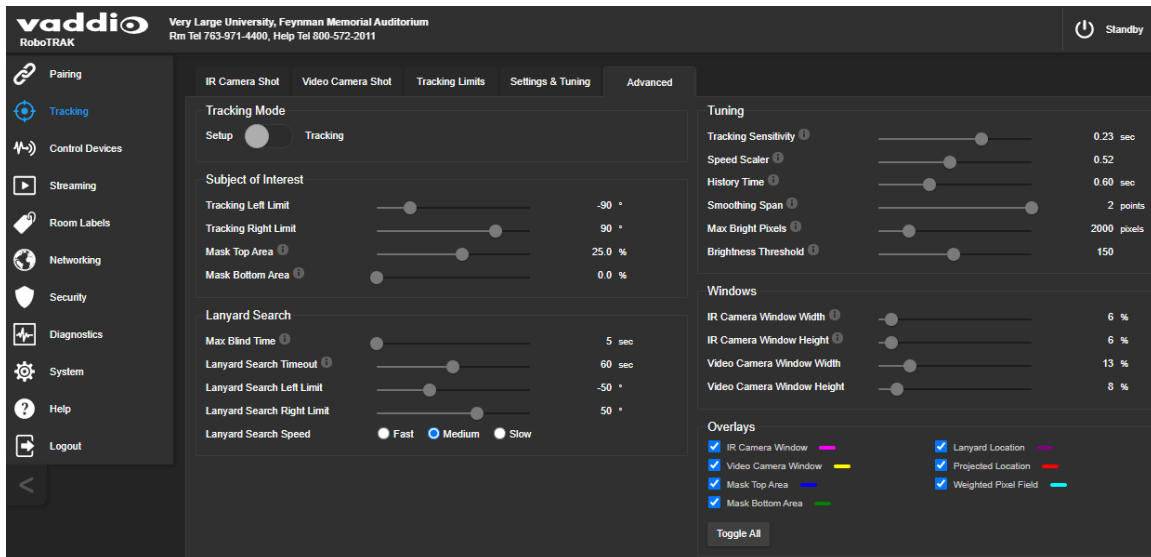 vaddio
RoboTRAK
Very Large University, Feynman Memorial Auditorium
Rm Tel 763-971-4400, Help Tel 800-572-2011
Standby
Pairing
Tracking
Control Devices
Streaming
Room Labels
Networking
Security
Diagnostics
System
Help
Logout
<
IR Camera Shot
Video Camera Shot
Tracking Limits
Settings & Tuning
Advanced
Tracking Mode
Setup Tracking
Subject of Interest
Tracking Left Limit -90 °
Tracking Right Limit 90 °
Mask Top Area 25.0 %
Mask Bottom Area 0.0 %
Lanyard Search
Max Blind Time 5 sec
Lanyard Search Timeout 60 sec
Lanyard Search Left Limit -50 °
Lanyard Search Right Limit 50 °
Lanyard Search Speed Fast Medium Slow
Tuning
Tracking Sensitivity 0.23 sec
Speed Scaler 0.52
History Time 0.60 sec
Smoothing Span 2 points
Max Bright Pixels 2000 pixels
Brightness Threshold 150
Windows
IR Camera Window Width 6 %
IR Camera Window Height 6 %
Video Camera Window Width 13 %
Video Camera Window Height 8 %
Overlays
IR Camera Window
Video Camera Window
Mask Top Area
Mask Bottom Area
Lanyard Location
Projected Location
Weighted Pixel Field
Toggle All